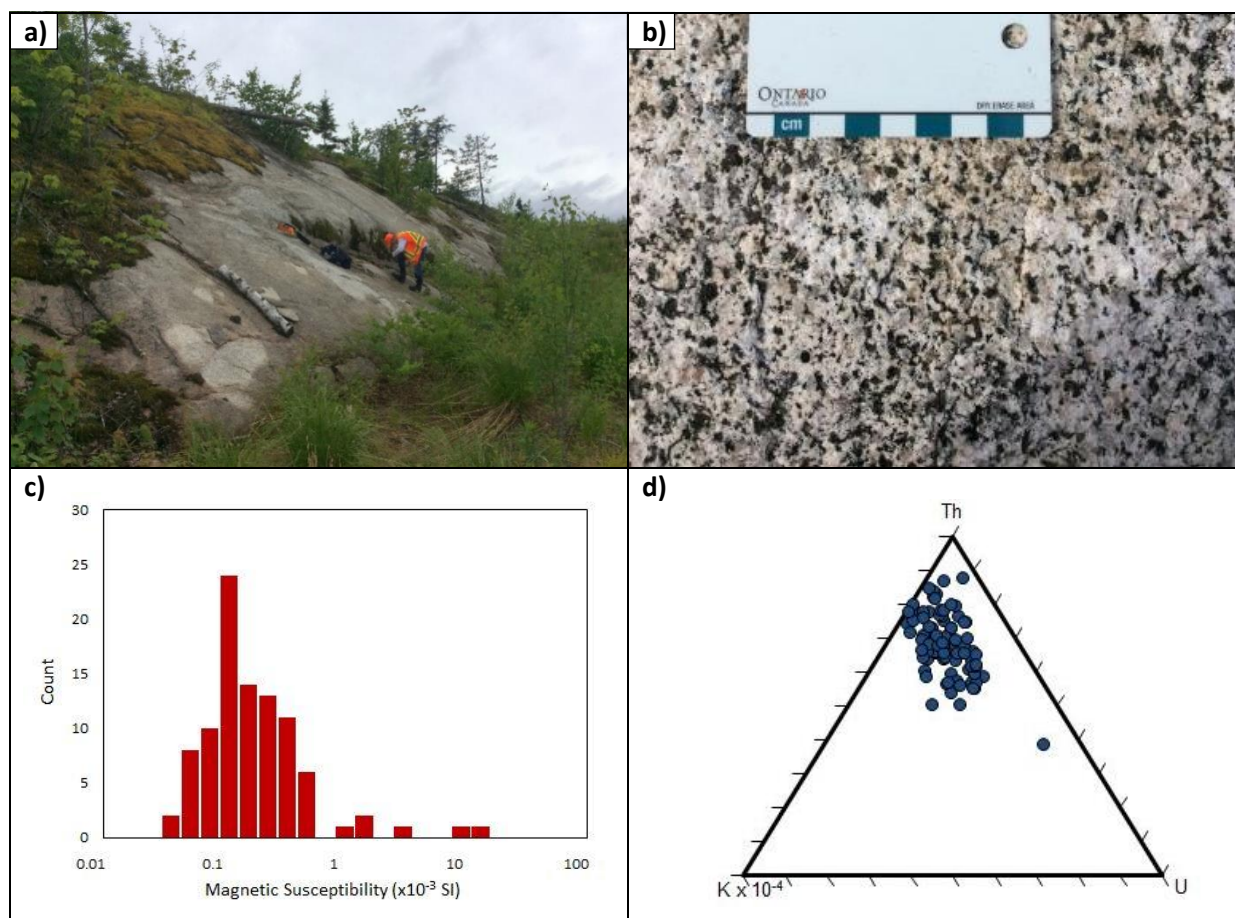 a)
b)
ONTARIO
CANADA
DRY ERASE AREA
cm
c)
30
25
20
15
10
5
0
Count
0.01
0.1
1
10
100
Magnetic Susceptibility (x10⁻³ SI)
d)
Th
K x 10⁻⁴
U